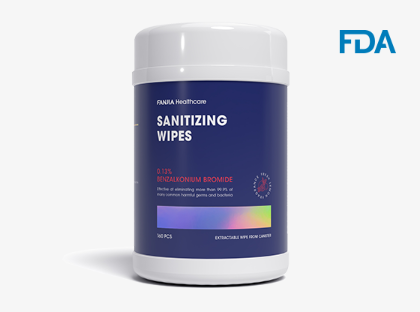 FDA
FANJIA Healthcare
SANITIZING
WIPES
0.13%
BENZALKONIUM BROMIDE
Effective at eliminating more than 99.9% of
many common harmful germs and bacteria
160 PCS
EXTRACTABLE WIPE FROM CANISTER